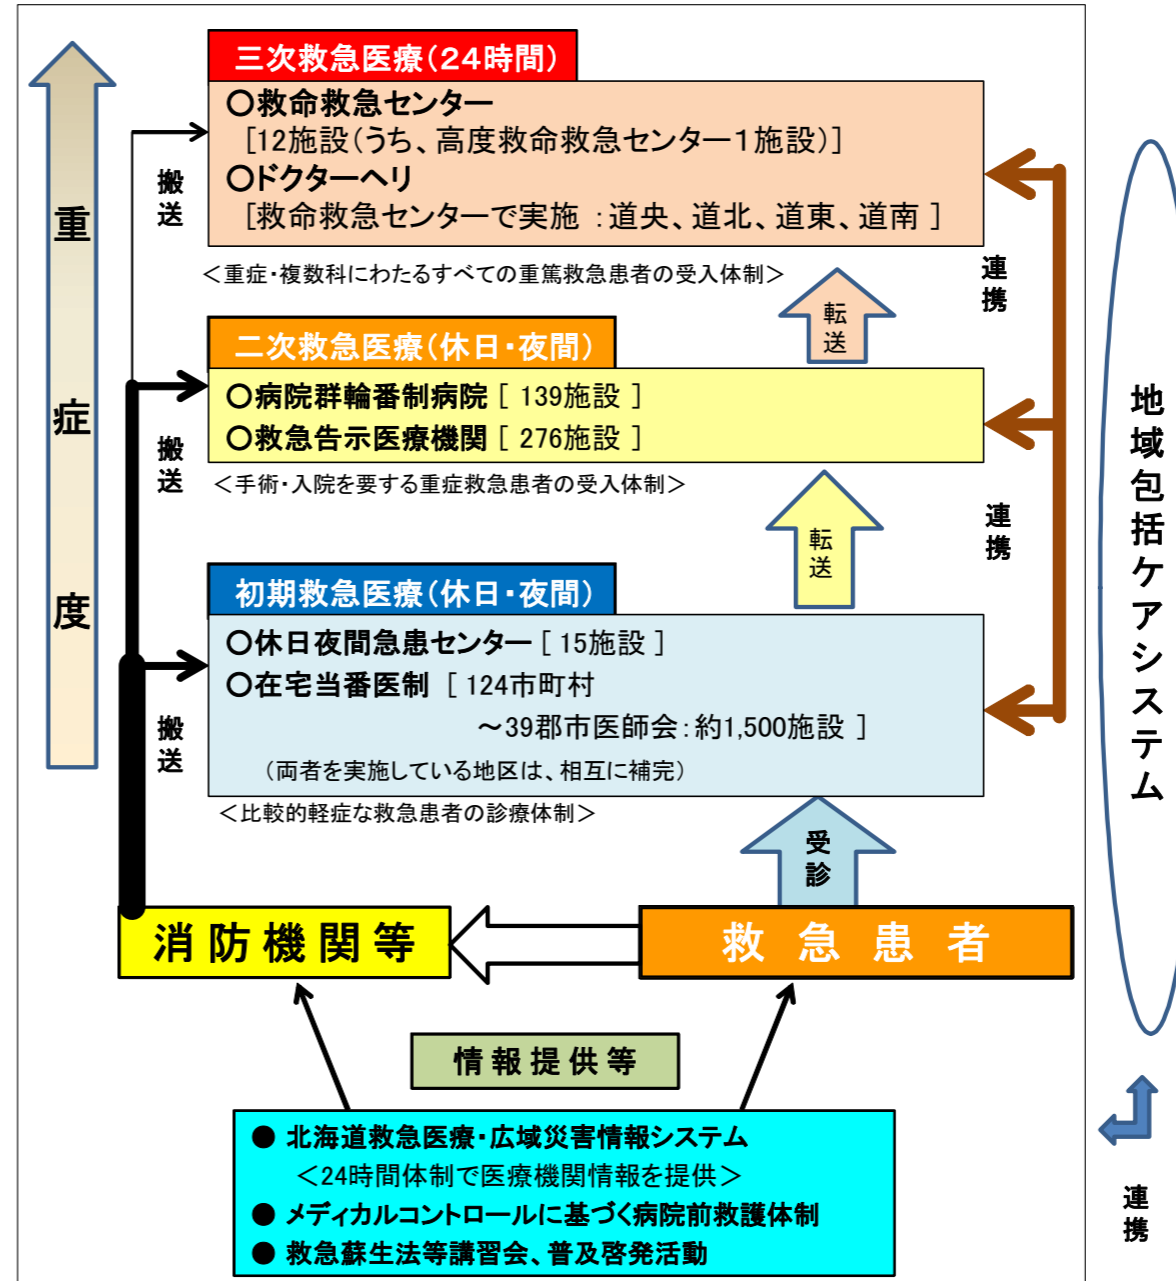 三次救急医療(24時間)
○救命救急センター
[12施設(うち、高度救命救急センター1施設)]
○ドクターヘリ
[救命救急センターで実施 :道央、道北、道東、道南 ]
<重症・複数科にわたるすべての重篤救急患者の受入体制>
搬送
連携
転送
二次救急医療(休日・夜間)
○病院群輪番制病院 [ 139施設 ]
○救急告示医療機関 [ 276施設 ]
<手術・入院を要する重症救急患者の受入体制>
搬送
連携
転送
初期救急医療(休日・夜間)
○休日夜間急患センター [ 15施設 ]
○在宅当番医制 [ 124市町村
~39郡市医師会:約1,500施設 ]
(両者を実施している地区は、相互に補完)
<比較的軽症な救急患者の診療体制>
搬送
受診
重症度
地域包括ケアシステム
消防機関等
救急患者
情報提供等
● 北海道救急医療・広域災害情報システム
<24時間体制で医療機関情報を提供>
● メディカルコントロールに基づく病院前救護体制
● 救急蘇生法等講習会、普及啓発活動
連携